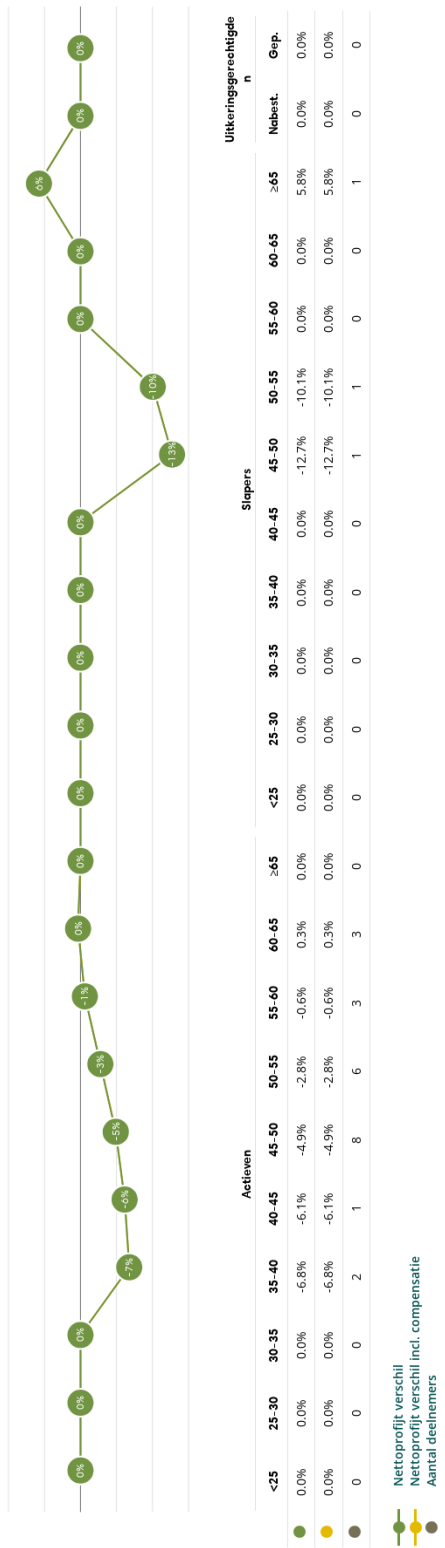 0% 0% 0% -7% -6% -5% -3% -1% 0% 0% 0% 0% 0% 0% 0% -13% -10% 0% 0% 6% 0% 0%
Actieven Slapers Uitkeringsgerechtigde
n
<25 25-30 30-35 35-40 40-45 45-50 50-55 55-60 60-65 ≥65 <25 25-30 30-35 35-40 40-45 45-50 50-55 55-60 60-65 ≥65 Nabest. Gep.
0.0% 0.0% 0.0% -6.8% -6.1% -4.9% -2.8% -0.6% 0.3% 0.0% 0.0% 0.0% 0.0% 0.0% 0.0% -12.7% -10.1% 0.0% 0.0% 5.8% 0.0% 0.0%
0.0% 0.0% 0.0% -6.8% -6.1% -4.9% -2.8% -0.6% 0.3% 0.0% 0.0% 0.0% 0.0% 0.0% 0.0% -12.7% -10.1% 0.0% 0.0% 5.8% 0.0% 0.0%
0 0 0 2 1 8 6 3 3 0 0 0 0 0 0 1 1 0 0 1 0 0
Nettoprofijt verschil
Nettoprofijt verschil incl. compensatie
Aantal deelnemers